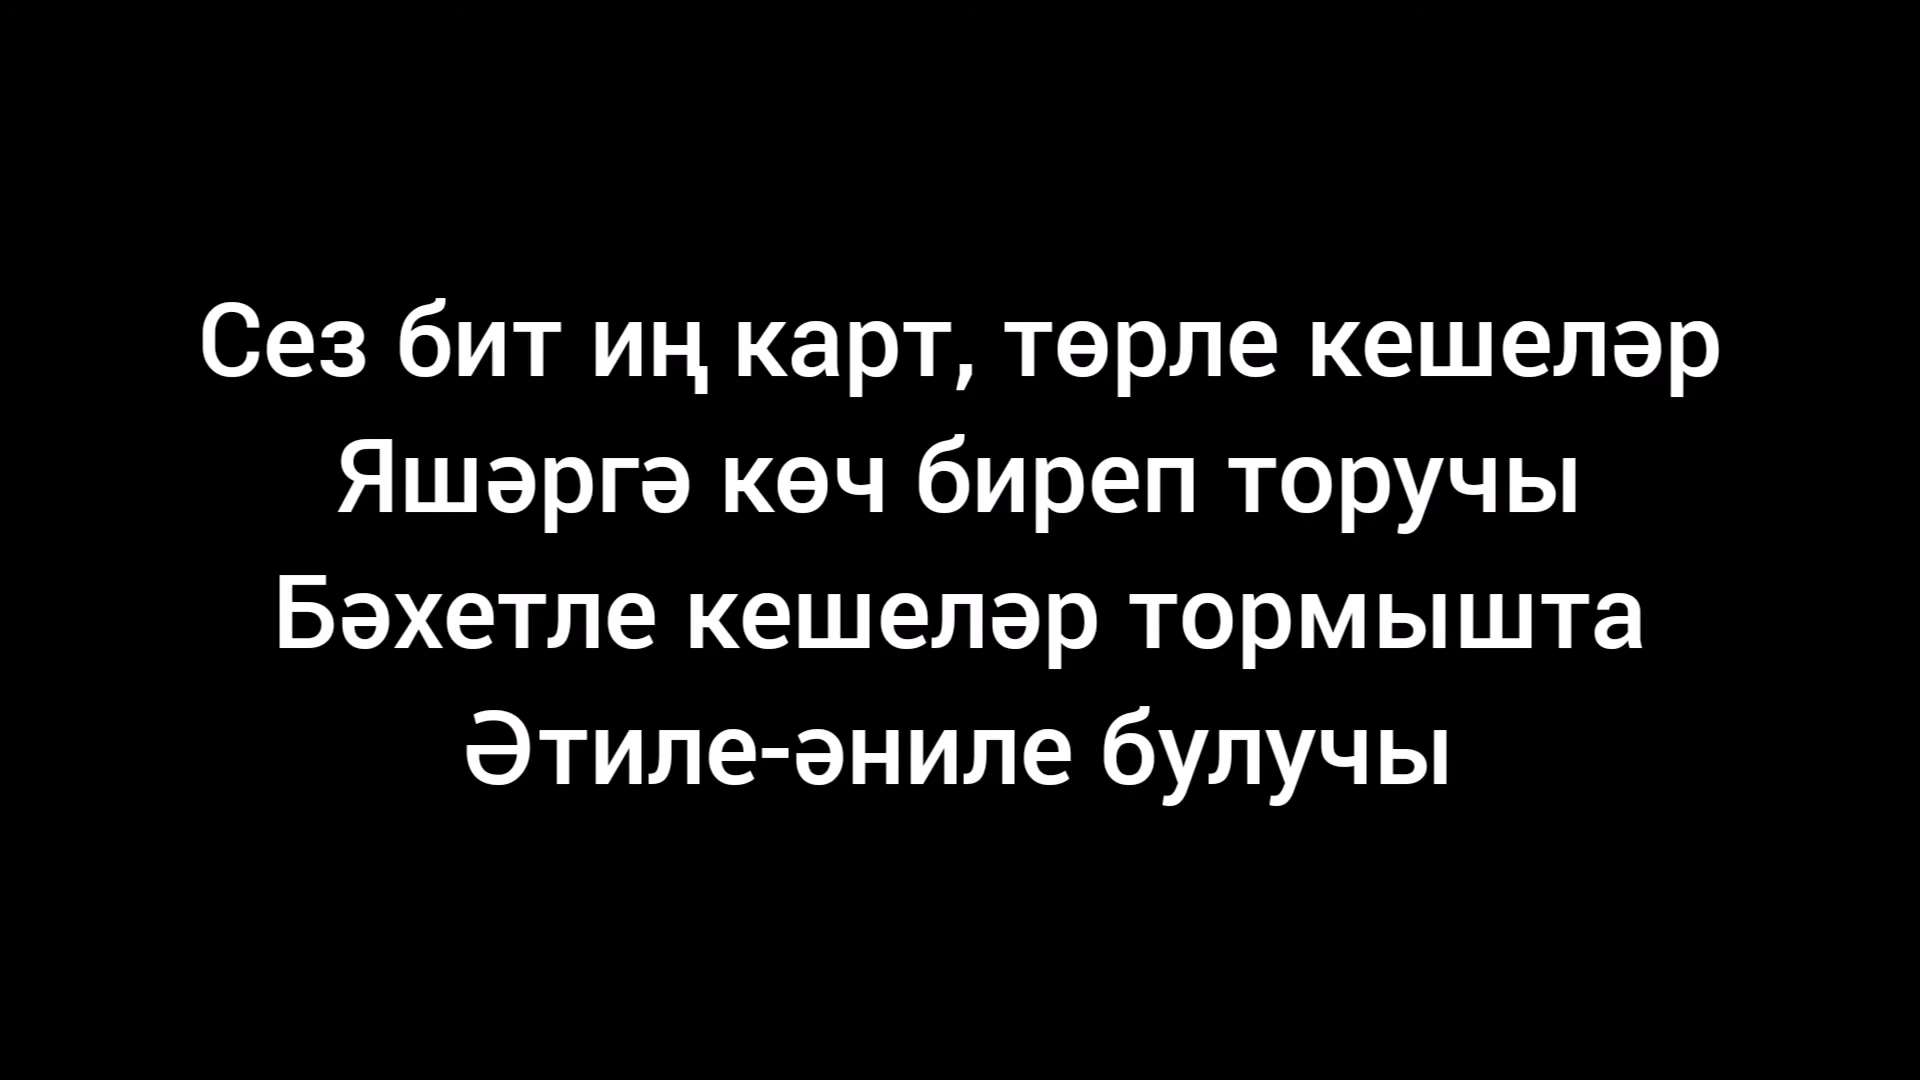 Сез бит иң карт, төрле кешеләр
Яшәргә көч биреп торучы
Бәхетле кешеләр тормышта
Әтиле-әниле булучы